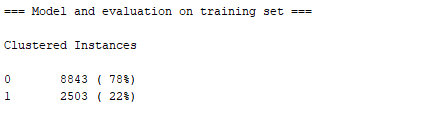 === Model and evaluation on training set ===
Clustered Instances
0 8843 ( 78%)
1 2503 ( 22%)